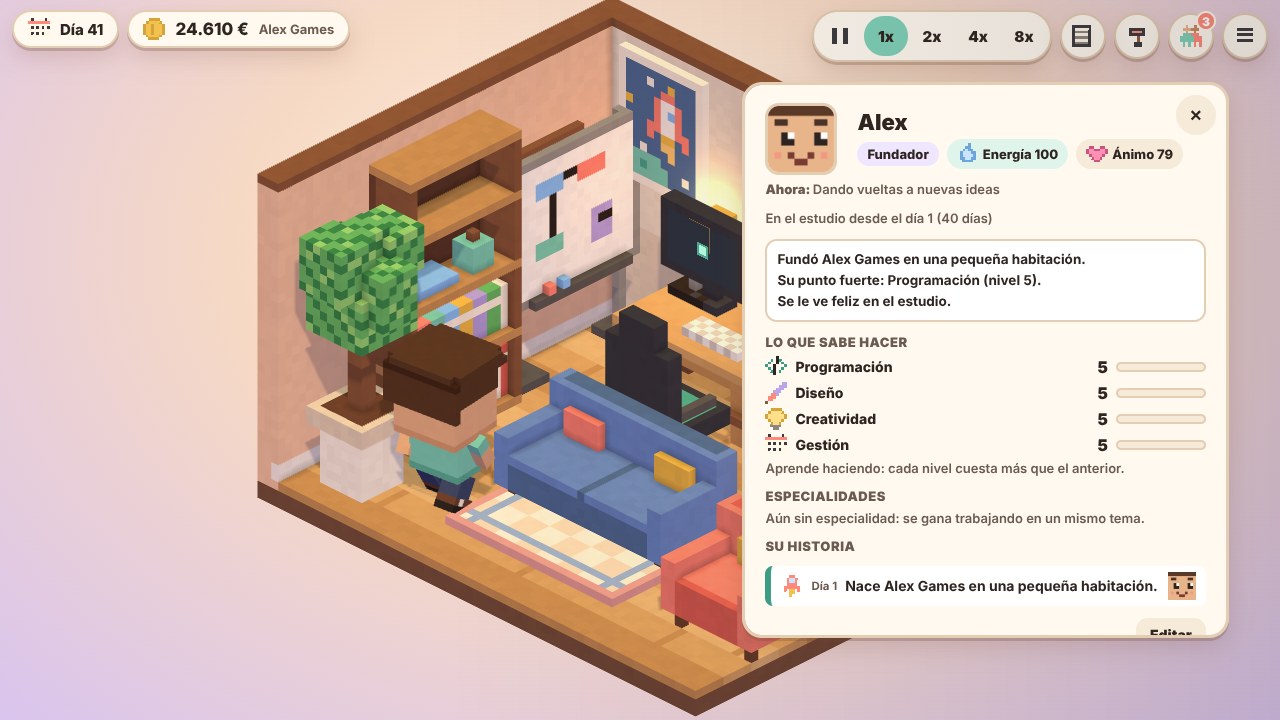 Día 41
24.610 €
Alex Games
1x
2x
4x
8x
3
Alex
Fundador
Energía 100
Ánimo 79
Ahora: Dando vueltas a nuevas ideas
En el estudio desde el día 1 (40 días)
Fundó Alex Games en una pequeña habitación.
Su punto fuerte: Programación (nivel 5).
Se le ve feliz en el estudio.
LO QUE SABE HACER
Programación 5
Diseño 5
Creatividad 5
Gestión 5
Aprende haciendo: cada nivel cuesta más que el anterior.
ESPECIALIDADES
Aún sin especialidad: se gana trabajando en un mismo tema.
SU HISTORIA
Día 1 Nace Alex Games en una pequeña habitación.
Editar